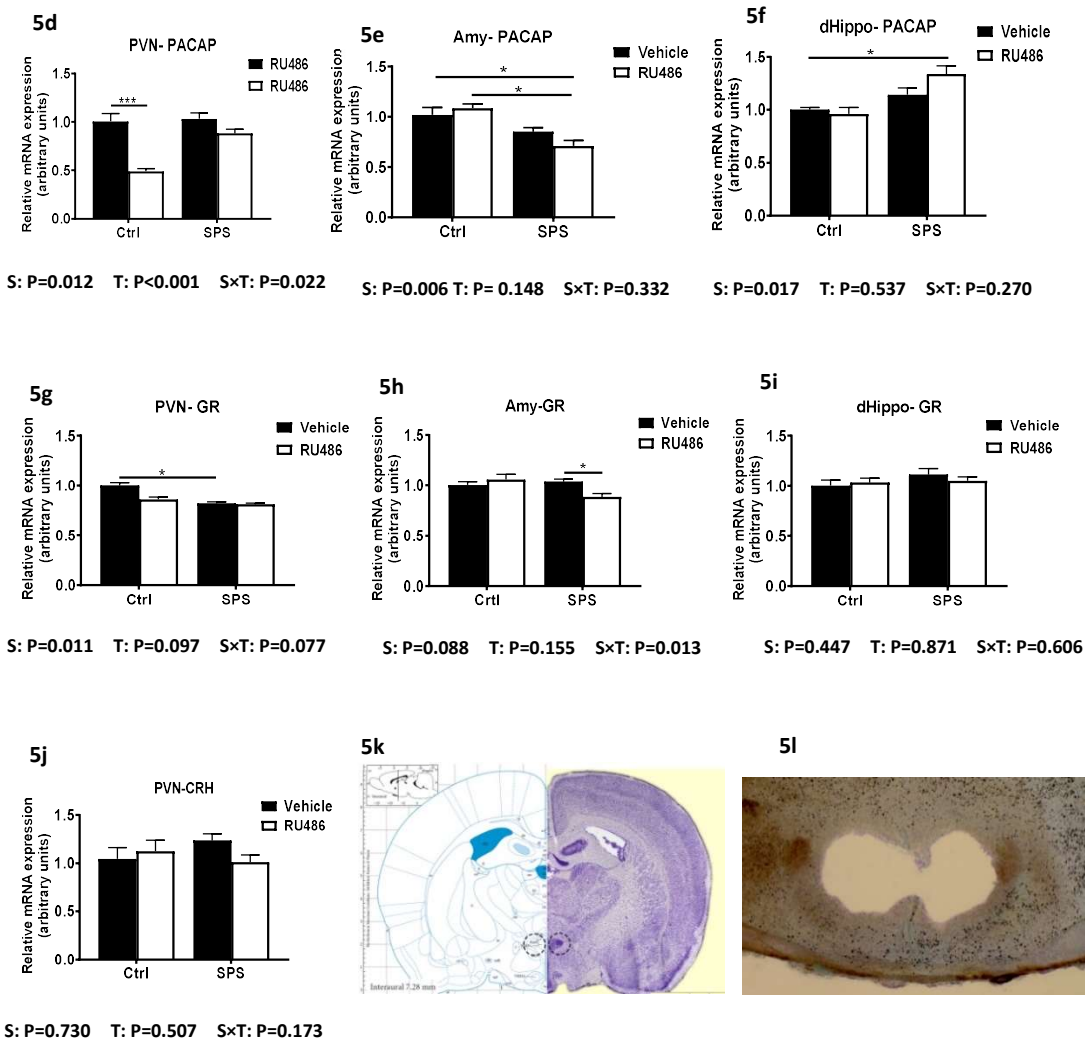 5d
PVN- PACAP
RU486
RU486
Relative mRNA expression
(arbitrary units)
1.5
1.0
0.5
0.0
***
Ctrl
SPS
S: P=0.012 T: P<0.001 S×T: P=0.022
5e
Amy- PACAP
Vehicle
RU486
Relative mRNA expression
(arbitrary units)
1.5
1.0
0.5
0.0
*
*
Ctrl
SPS
S: P=0.006 T: P= 0.148 S×T: P=0.332
5f
dHippo- PACAP
Vehicle
RU486
Relative mRNA expression
(arbitrary units)
1.5
1.0
0.5
0.0
*
Ctrl
SPS
S: P=0.017 T: P=0.537 S×T: P=0.270
5g
PVN- GR
Vehicle
RU486
Relative mRNA expression
(arbitrary units)
1.5
1.0
0.5
0.0
*
Ctrl
SPS
S: P=0.011 T: P=0.097 S×T: P=0.077
5h
Amy-GR
Vehicle
RU486
Relative mRNA expression
(arbitrary units)
1.5
1.0
0.5
0.0
*
Crtl
SPS
S: P=0.088 T: P=0.155 S×T: P=0.013
5i
dHippo- GR
Vehicle
RU486
Relative mRNA expression
(arbitrary units)
1.5
1.0
0.5
0.0
Ctrl
SPS
S: P=0.447 T: P=0.871 S×T: P=0.606
5j
PVN-CRH
Vehicle
RU486
Relative mRNA expression
(arbitrary units)
1.5
1.0
0.5
0.0
Ctrl
SPS
S: P=0.730 T: P=0.507 S×T: P=0.173
5k
Interaural 7.28 mm
5l